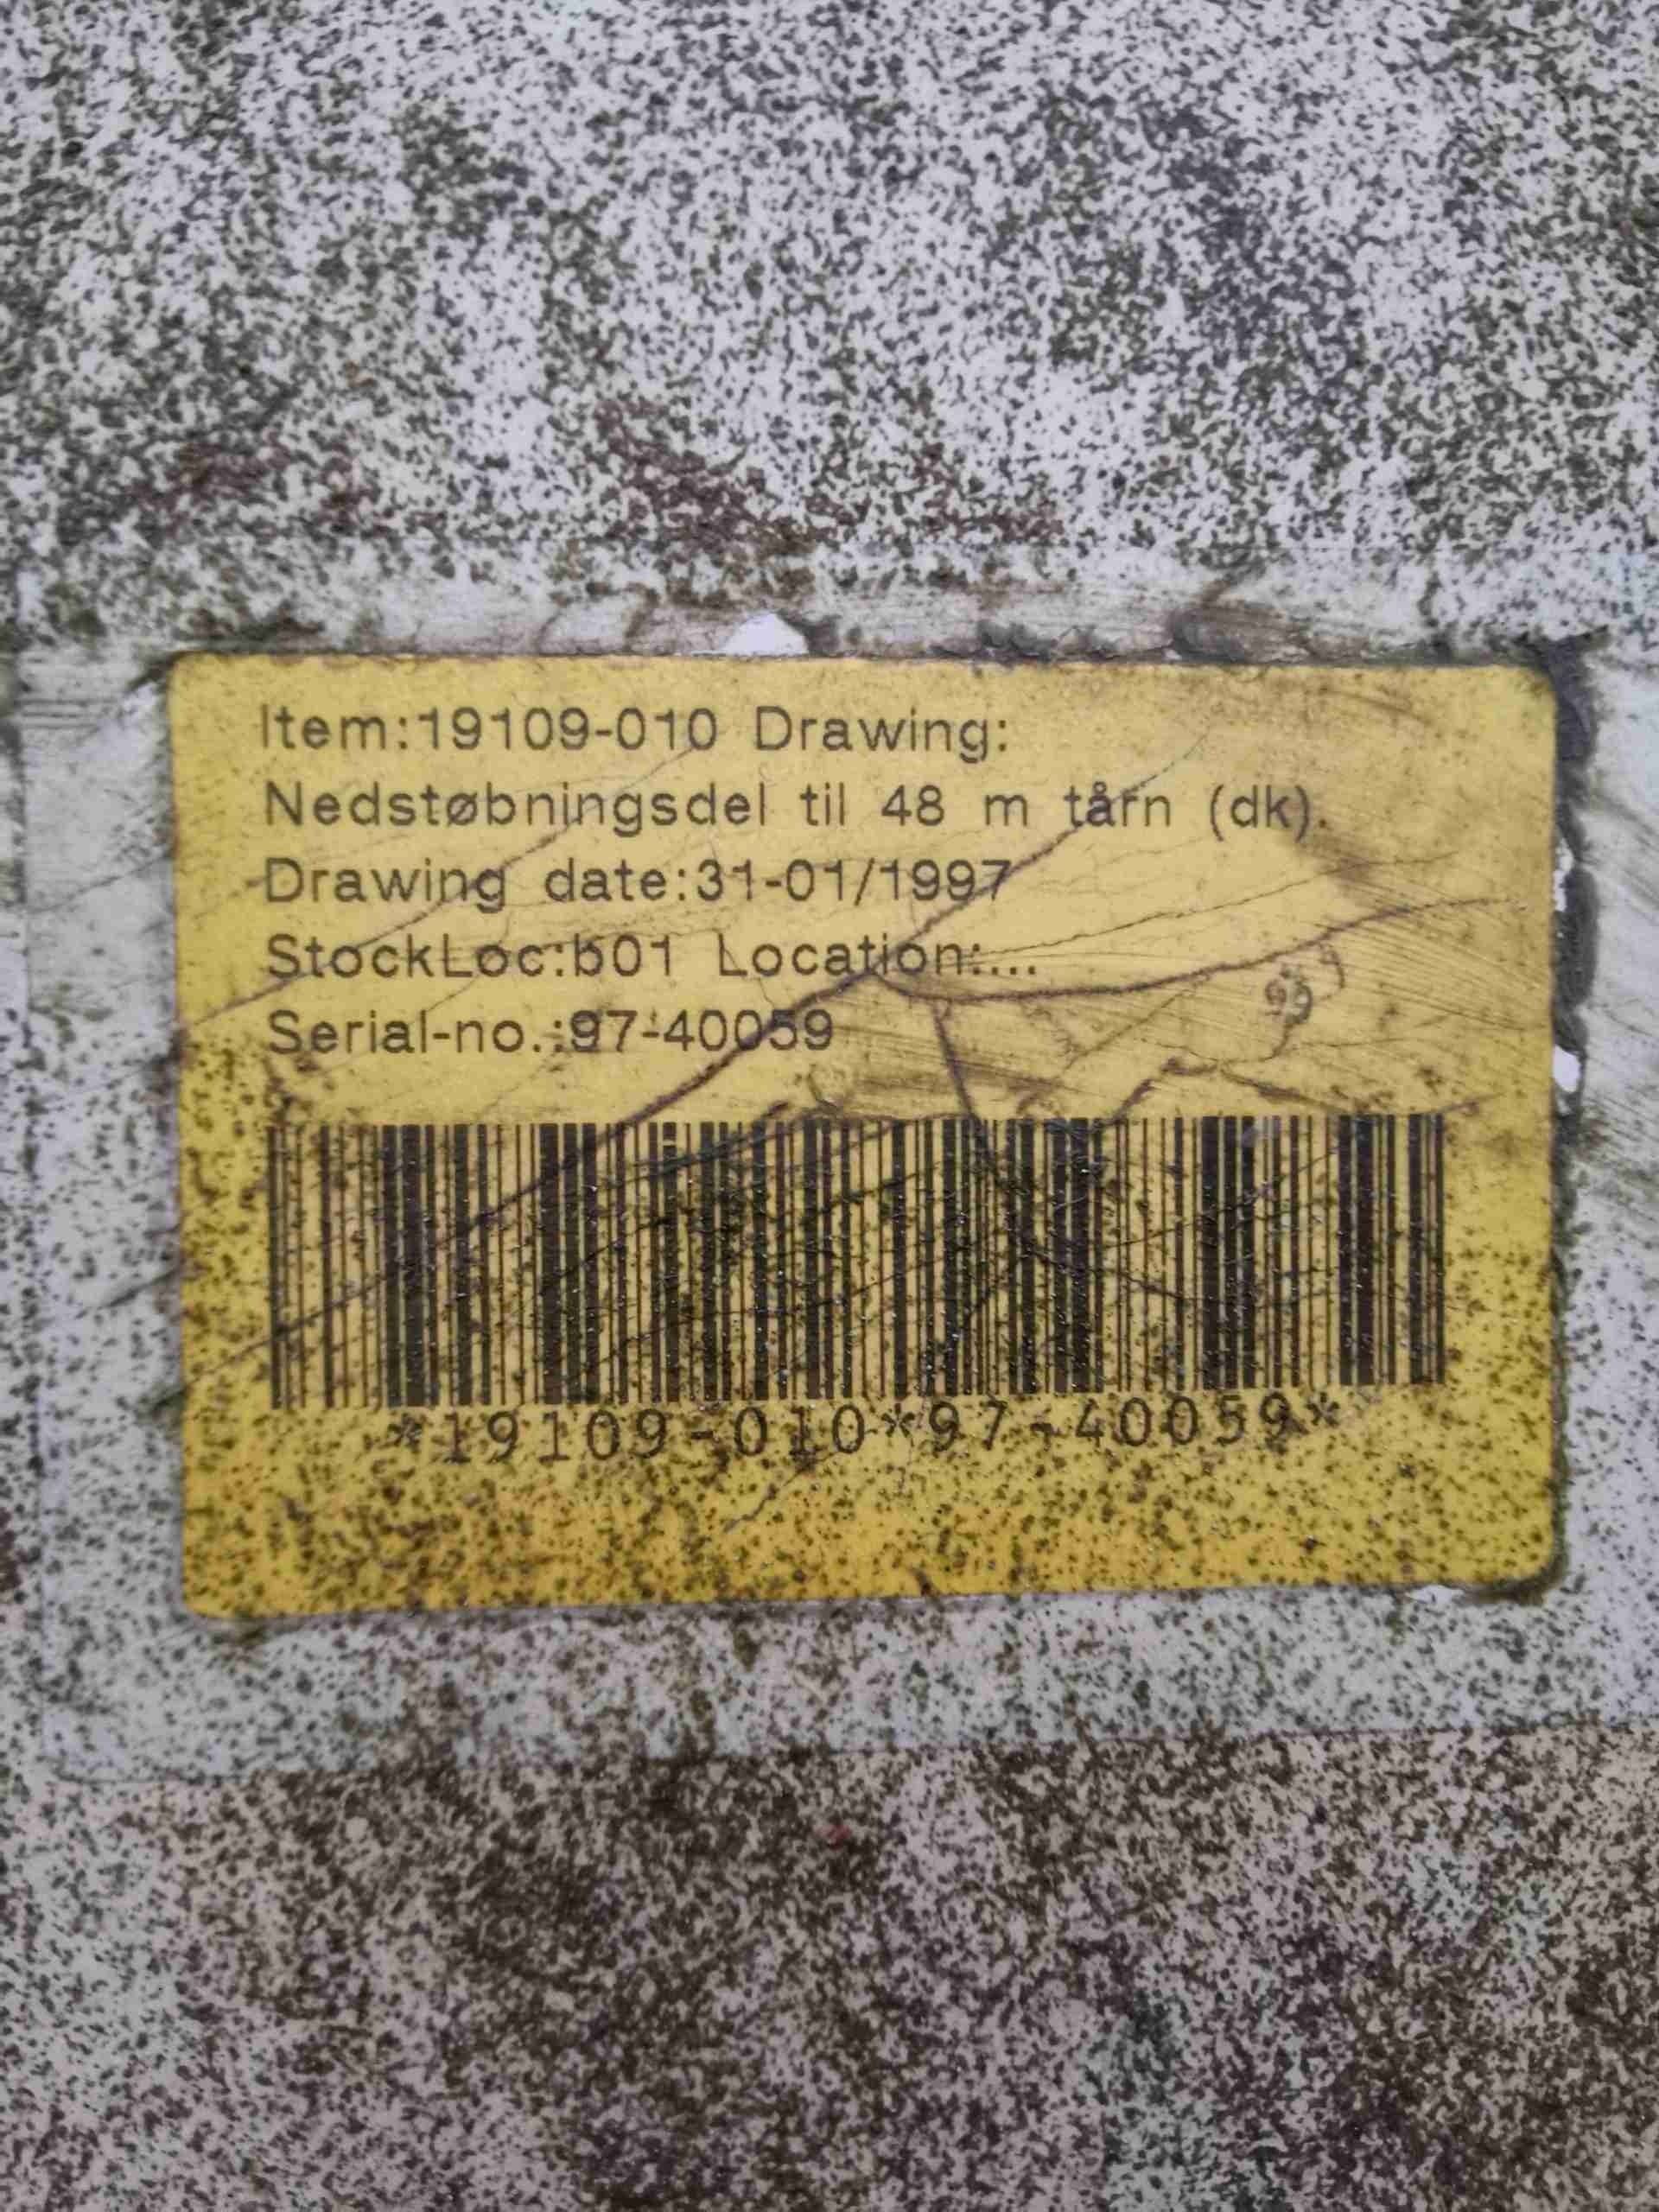 Item:19109-010 Drawing:
Nedstøbningsdel til 48 m tårn (dk).
Drawing date:31-01/1997
StockLoc:b01 Location:...
Serial-no.:97-40059
*19109-010*97-40059*